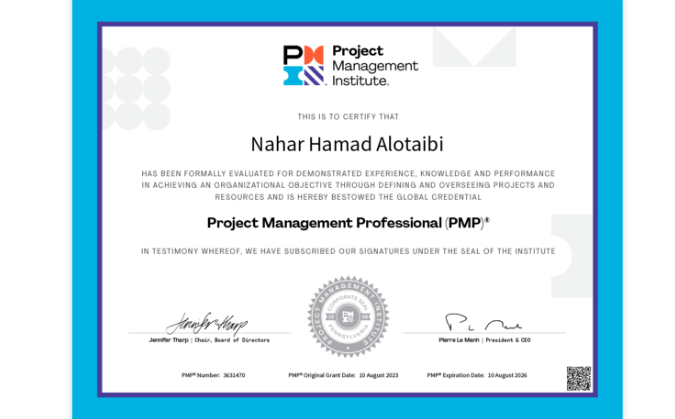 Project
Management
Institute.
THIS IS TO CERTIFY THAT
Nahar Hamad Alotaibi
HAS BEEN FORMALLY EVALUATED FOR DEMONSTRATED EXPERIENCE, KNOWLEDGE AND PERFORMANCE
IN ACHIEVING AN ORGANIZATIONAL OBJECTIVE THROUGH DEFINING AND OVERSEEING PROJECTS AND
RESOURCES AND IS HEREBY BESTOWED THE GLOBAL CREDENTIAL
Project Management Professional (PMP)®
IN TESTIMONY WHEREOF, WE HAVE SUBSCRIBED OUR SIGNATURES UNDER THE SEAL OF THE INSTITUTE
PROJECT MANAGEMENT INSTITUTE
CORPORATE SEAL
PENNSYLVANIA
Jennifer Tharp
Jennifer Tharp | Chair, Board of Directors
Pierre Le Manh | President & CEO
PMP® Number: 3631470
PMP® Original Grant Date: 10 August 2023
PMP® Expiration Date: 10 August 2026